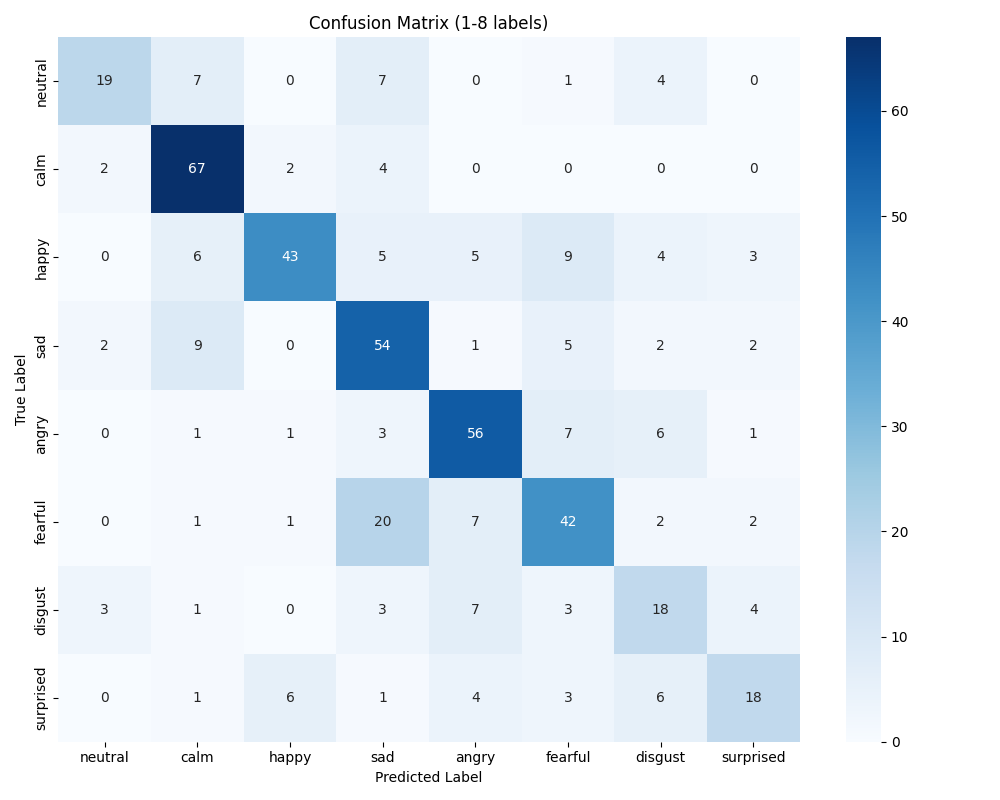 Confusion Matrix (1-8 labels)
True Label
neutral 19 7 0 7 0 1 4 0
calm 2 67 2 4 0 0 0 0
happy 0 6 43 5 5 9 4 3
sad 2 9 0 54 1 5 2 2
angry 0 1 1 3 56 7 6 1
fearful 0 1 1 20 7 42 2 2
disgust 3 1 0 3 7 3 18 4
surprised 0 1 6 1 4 3 6 18
neutral calm happy sad angry fearful disgust surprised
Predicted Label
60
50
40
30
20
10
0